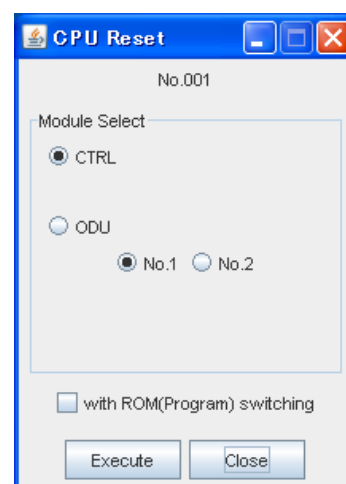 CPU Reset
No.001
Module Select
CTRL
ODU
No.1 No.2
with ROM(Program) switching
Execute Close